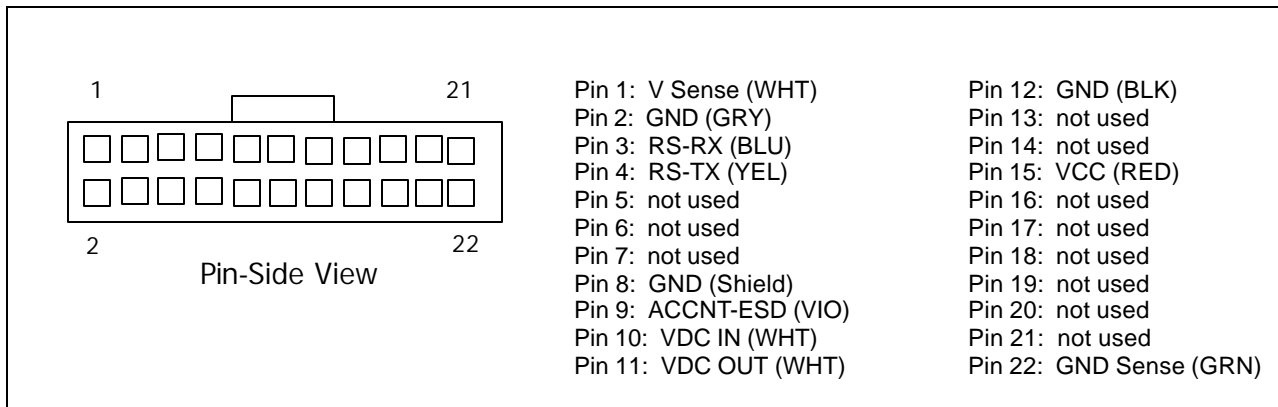 1 21
2 22
Pin-Side View
Pin 1: V Sense (WHT)
Pin 2: GND (GRY)
Pin 3: RS-RX (BLU)
Pin 4: RS-TX (YEL)
Pin 5: not used
Pin 6: not used
Pin 7: not used
Pin 8: GND (Shield)
Pin 9: ACCNT-ESD (VIO)
Pin 10: VDC IN (WHT)
Pin 11: VDC OUT (WHT)
Pin 12: GND (BLK)
Pin 13: not used
Pin 14: not used
Pin 15: VCC (RED)
Pin 16: not used
Pin 17: not used
Pin 18: not used
Pin 19: not used
Pin 20: not used
Pin 21: not used
Pin 22: GND Sense (GRN)